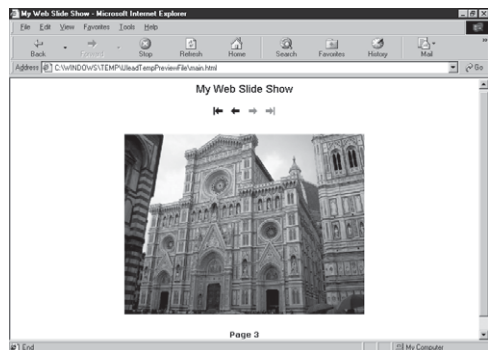 My Web Slide Show - Microsoft Internet Explorer
File Edit View Favorites Tools Help
Back Forward Stop Refresh Home Search Favorites History Mail
Address C:\WINDOWS\TEMP\UleadTempPreviewFile\main.html Go
My Web Slide Show
Page 3
End My Computer